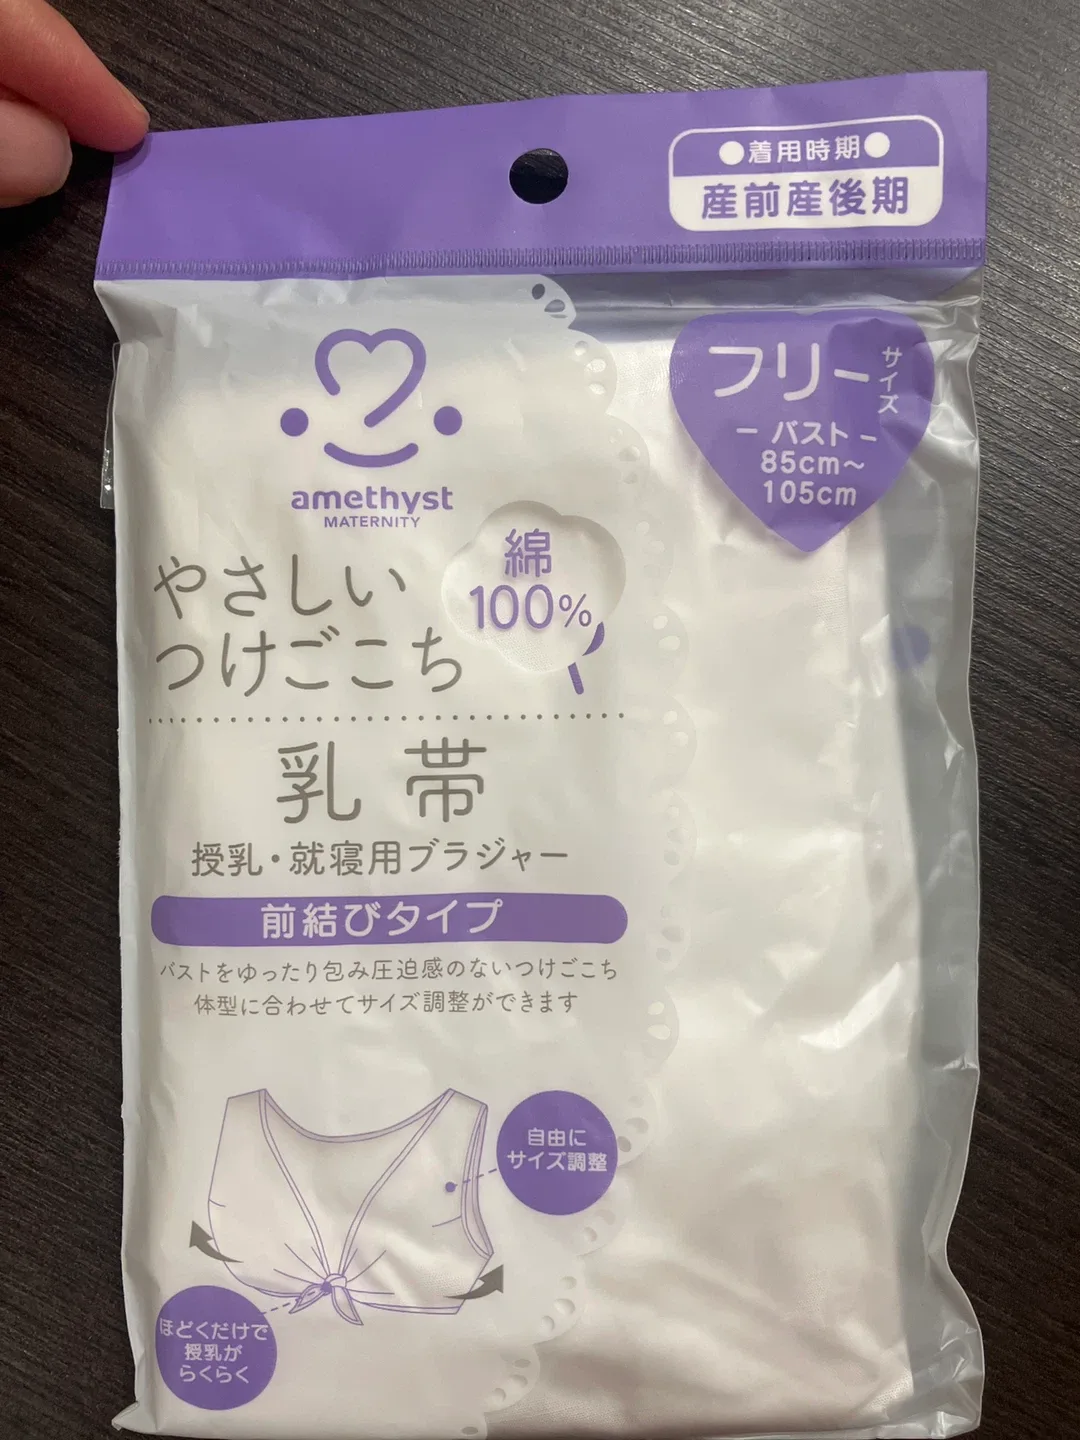 ●着用時期●
産前産後期
フリーサイズ
- バスト -
85cm〜
105cm
amethyst
MATERNITY
綿
100%
やさしい
つけごこち
乳帯
授乳・就寝用ブラジャー
前結びタイプ
バストをゆったり包み圧迫感のないつけごこち
体型に合わせてサイズ調整ができます
自由に
サイズ調整
ほどくだけで
授乳が
らくらく